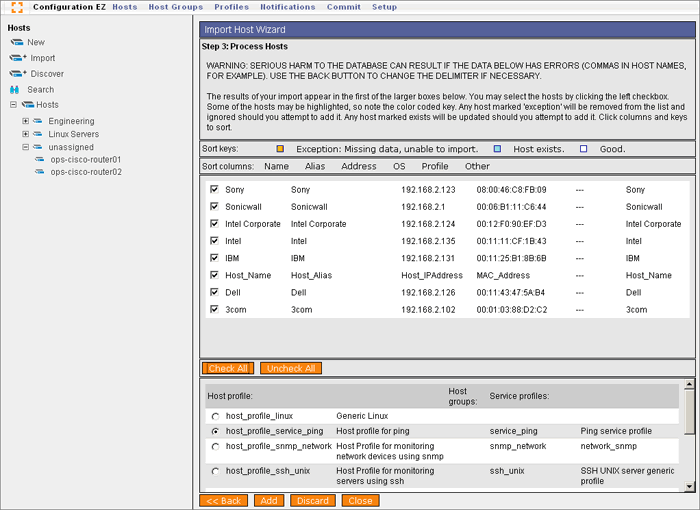 Configuration EZ Hosts Host Groups Profiles Notifications Commit Setup
Hosts
New
Import
Discover
Search
Hosts
Engineering
Linux Servers
unassigned
ops-cisco-router01
ops-cisco-router02
Import Host Wizard
Step 3: Process Hosts
WARNING: SERIOUS HARM TO THE DATABASE CAN RESULT IF THE DATA BELOW HAS ERRORS (COMMAS IN HOST NAMES,
FOR EXAMPLE). USE THE BACK BUTTON TO CHANGE THE DELIMITER IF NECESSARY.
The results of your import appear in the first of the larger boxes below. You may select the hosts by clicking the left checkbox.
Some of the hosts may be highlighted, so note the color coded key. Any host marked 'exception' will be removed from the list and
ignored should you attempt to add it. Any host marked exists will be updated should you attempt to add it. Click columns and keys
to sort.
Sort keys: Exception: Missing data, unable to import. Host exists. Good.
Sort columns: Name Alias Address OS Profile Other
Sony Sony 192.168.2.123 08:00:46:C8:FB:09 --- Sony
Sonicwall Sonicwall 192.168.2.1 00:06:B1:11:C6:44 --- Sonicwall
Intel Corporate Intel Corporate 192.168.2.124 00:12:F0:90:EF:D3 --- Intel Corporate
Intel Intel 192.168.2.135 00:11:11:CF:1B:43 --- Intel
IBM IBM 192.168.2.131 00:11:25:B1:8B:6B --- IBM
Host_Name Host_Alias Host_IPAddress MAC_Address --- Host_Name
Dell Dell 192.168.2.126 00:11:43:47:5A:B4 --- Dell
3com 3com 192.168.2.102 00:01:03:88:D2:C2 --- 3com
Check All Uncheck All
Host profile: Host groups: Service profiles:
host_profile_linux Generic Linux
host_profile_service_ping Host profile for ping service_ping Ping service profile
host_profile_snmp_network Host Profile for monitoring snmp_network network_snmp
network devices using snmp
host_profile_ssh_unix Host Profile for monitoring ssh_unix SSH UNIX server generic
servers using ssh profile
<< Back Add Discard Close